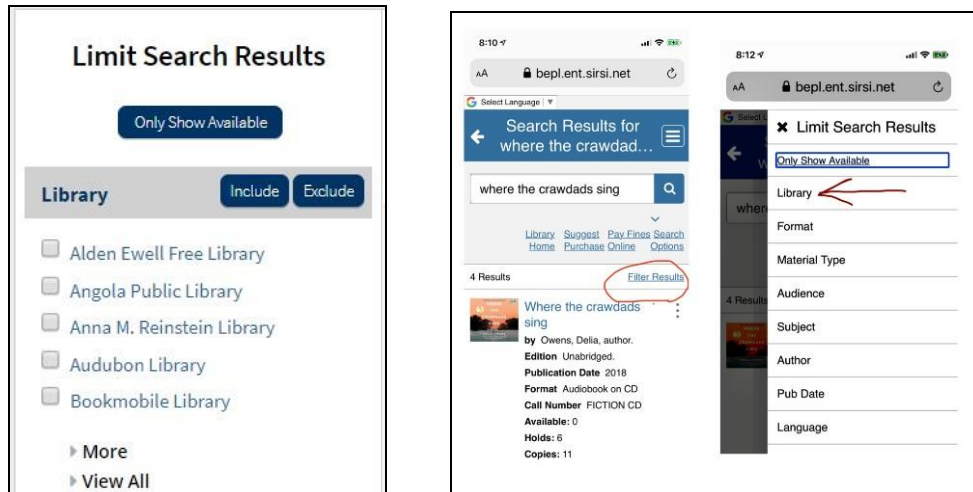 Limit Search Results
Only Show Available
Library
Include
Exclude
Alden Ewell Free Library
Angola Public Library
Anna M. Reinstein Library
Audubon Library
Bookmobile Library
More
View All
8:10
AA bepl.ent.sirsi.net
Select Language
Search Results for
where the crawdad...
where the crawdads sing
Library Home
Suggest Purchase
Pay Fines Online
Search Options
4 Results
Filter Results
Where the crawdads
sing
by Owens, Delia, author.
Edition Unabridged.
Publication Date 2018
Format Audiobook on CD
Call Number FICTION CD
Available: 0
Holds: 6
Copies: 11
8:12
AA bepl.ent.sirsi.net
Select L
wher
4 Results
Limit Search Results
Only Show Available
Library
Format
Material Type
Audience
Subject
Author
Pub Date
Language